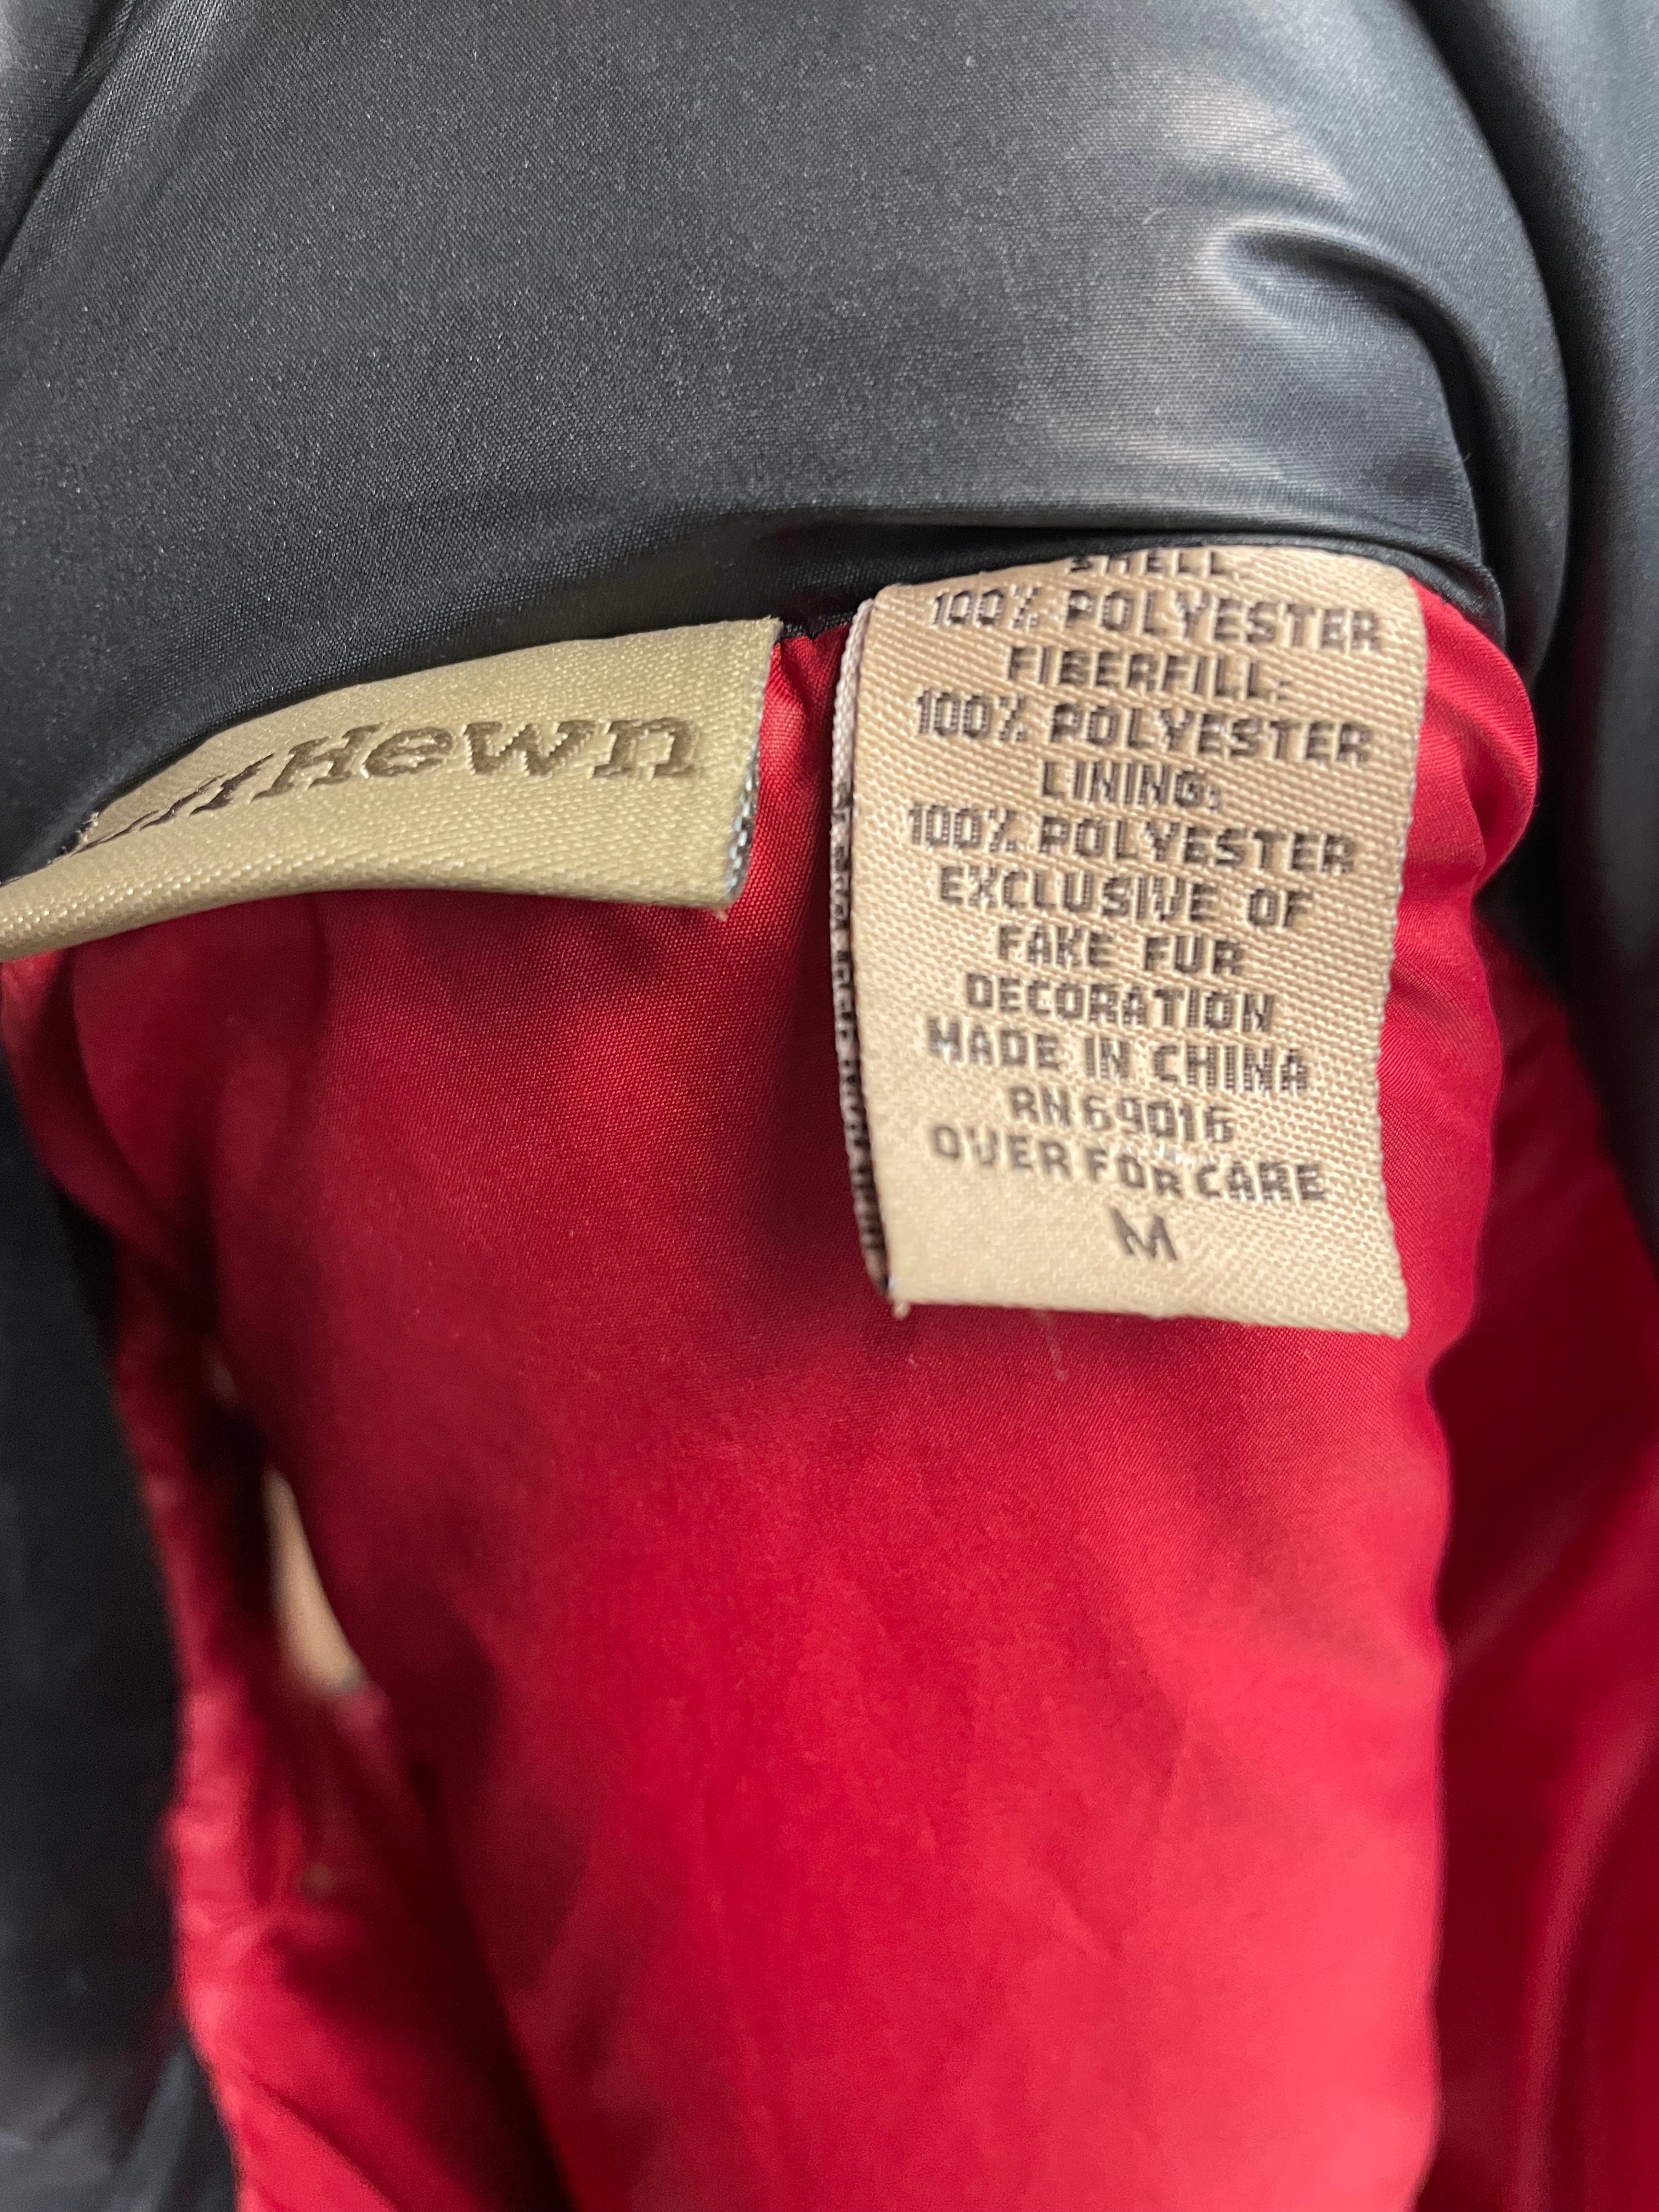 Hewn
SHELL:
100% POLYESTER
FIBERFILL:
100% POLYESTER
LINING:
100% POLYESTER
EXCLUSIVE OF
FAKE FUR
DECORATION
MADE IN CHINA
RN69016
OVER FOR CARE
M